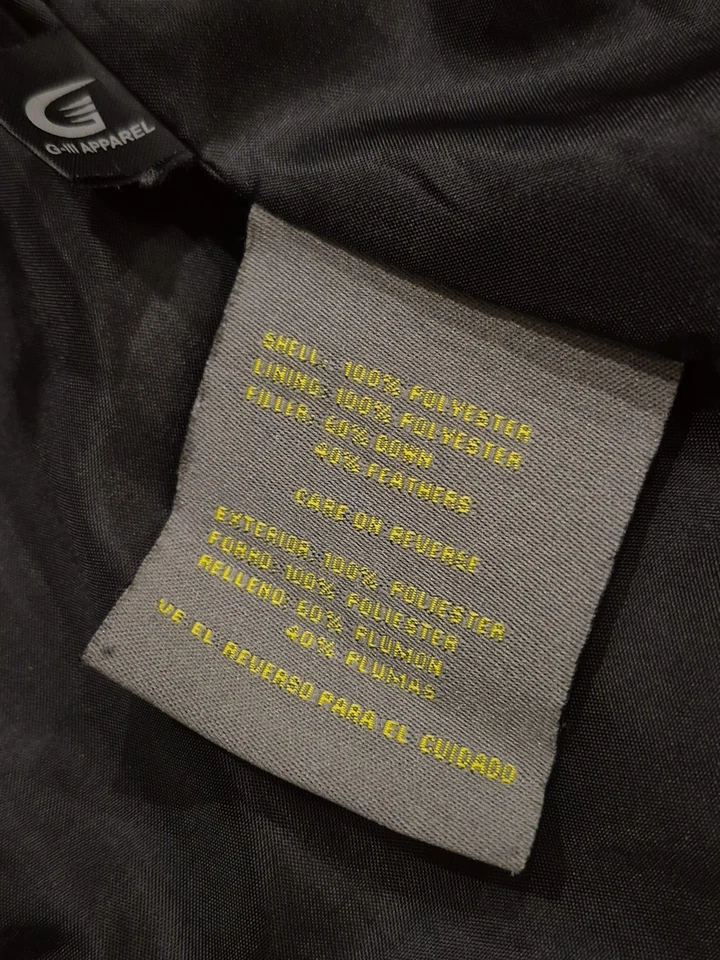 G-III APPAREL
SHELL: 100% POLYESTER
LINING: 100% POLYESTER
FILLER: 60% DOWN
40% FEATHERS
CARE ON REVERSE
EXTERIOR: 100% POLIESTER
FORRO: 100% POLIESTER
RELLENO: 60% PLUMON
40% PLUMAS
VE EL REVERSO PARA EL CUIDADO